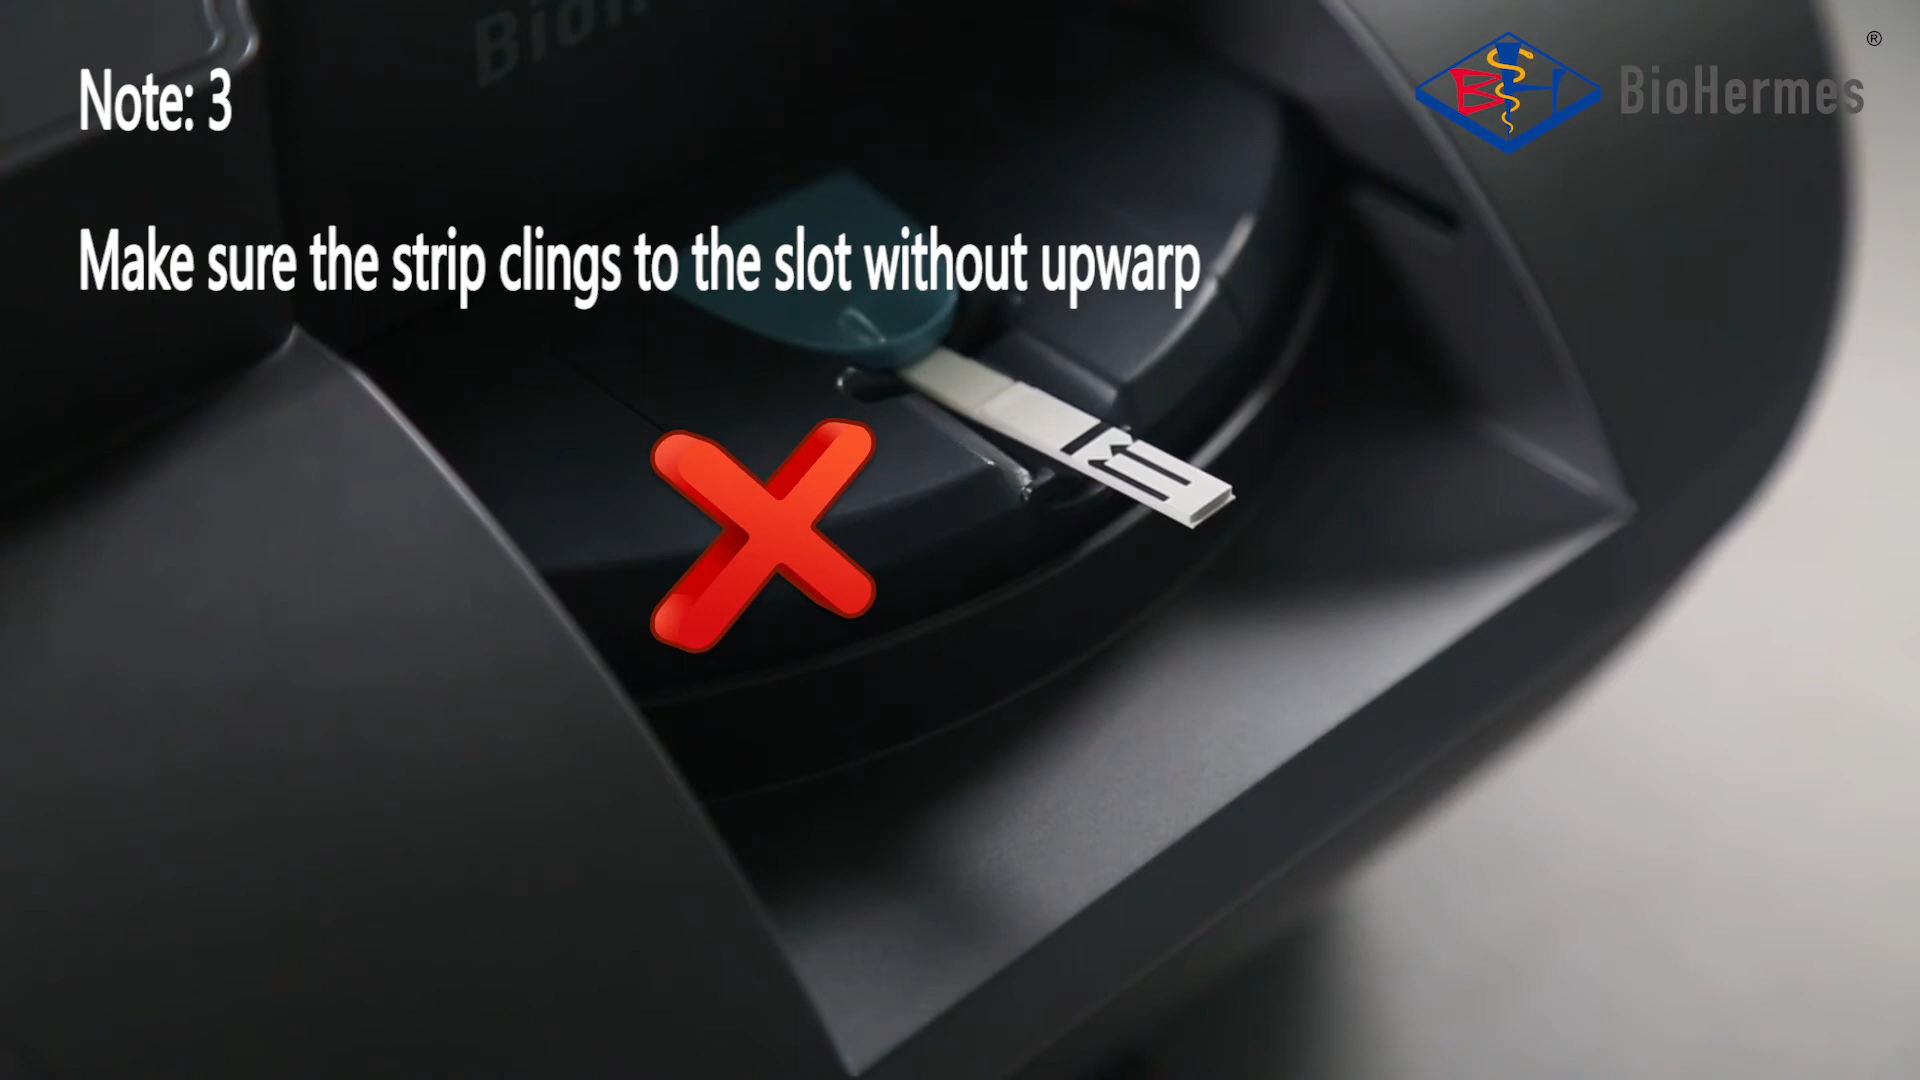 Note: 3
BioHermes
®
Make sure the strip clings to the slot without upwarp